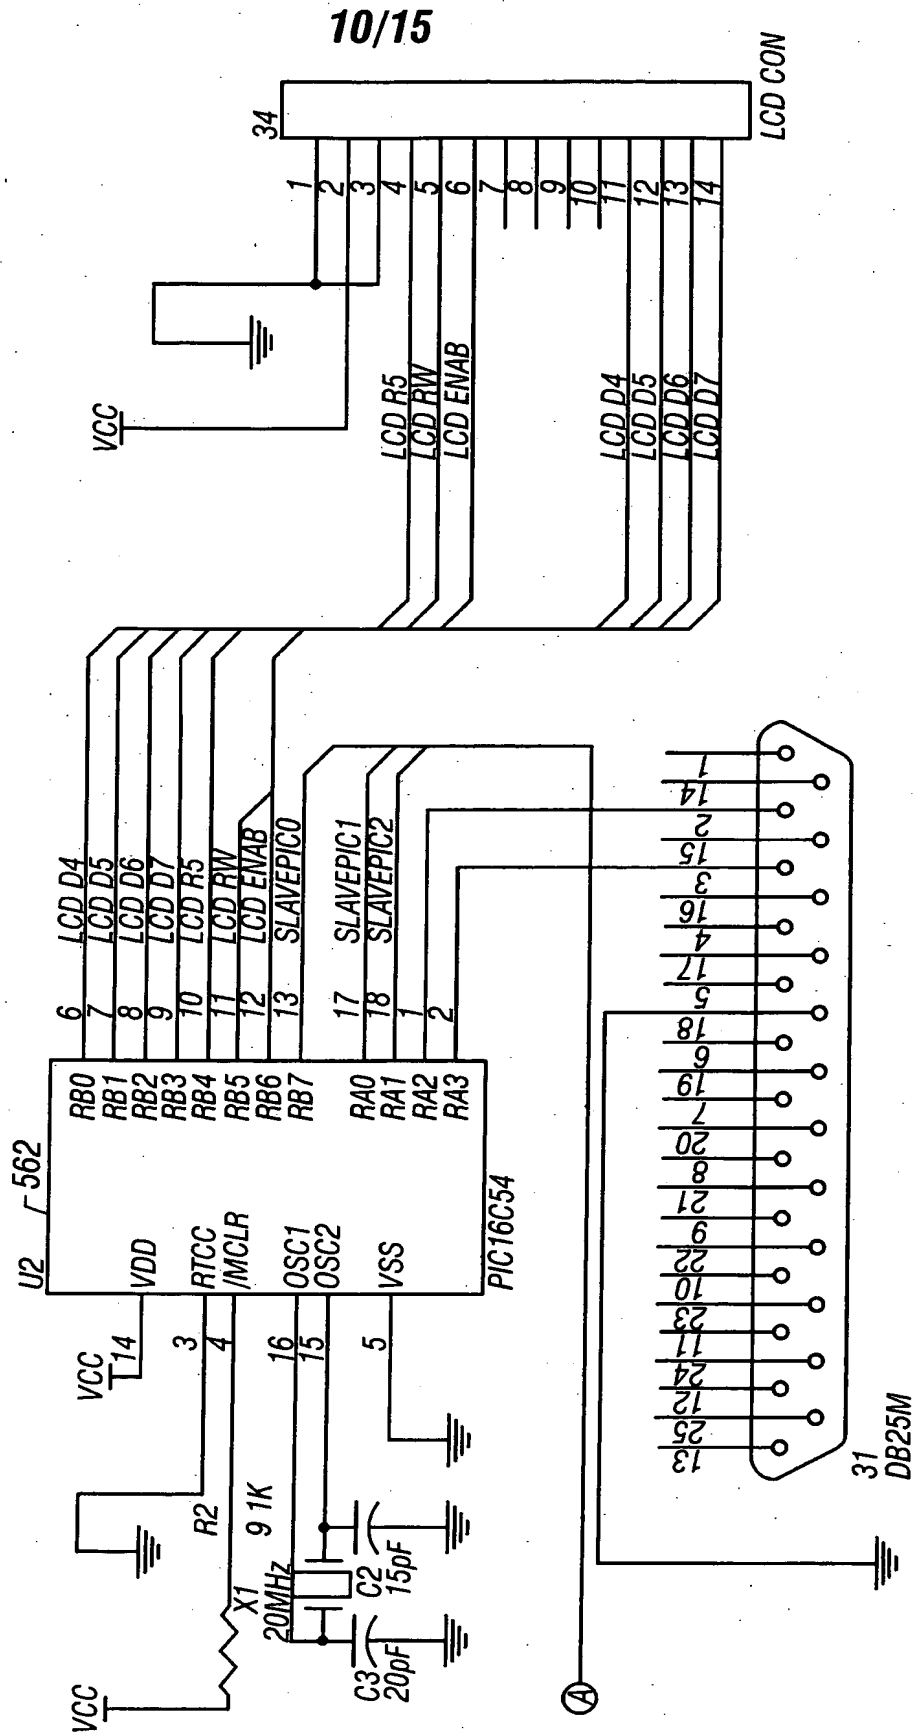 10/15
34
LCD CON
1
2
3
4
5
6
7
8
9
10
11
12
13
14
VCC
LCD R5
LCD RW
LCD ENAB
LCD D4
LCD D5
LCD D6
LCD D7
LCD D4
LCD D5
LCD D6
LCD D7
LCD R5
LCD RW
LCD ENAB
SLAVEPIC0
SLAVEPIC1
SLAVEPIC2
6
7
8
9
10
11
12
13
17
18
1
2
RB0
RB1
RB2
RB3
RB4
RB5
RB6
RB7
RA0
RA1
RA2
RA3
U2
562
VDD
RTCC
/MCLR
OSC1
OSC2
VSS
PIC16C54
VCC
14
3
4
16
15
5
R2
9 1K
X1
20MHz
C2
15pF
C3
20pF
VCC
A
1
14
2
15
3
16
4
17
5
18
6
19
7
20
8
21
9
22
10
23
11
24
12
25
13
31
DB25M